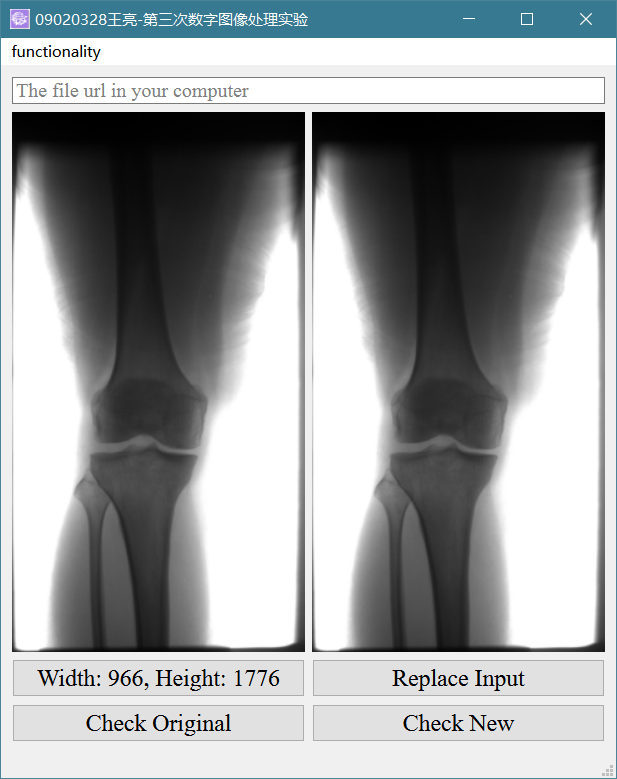 09020328王亮-第三次数字图像处理实验
functionality
The file url in your computer
Width: 966, Height: 1776
Replace Input
Check Original
Check New